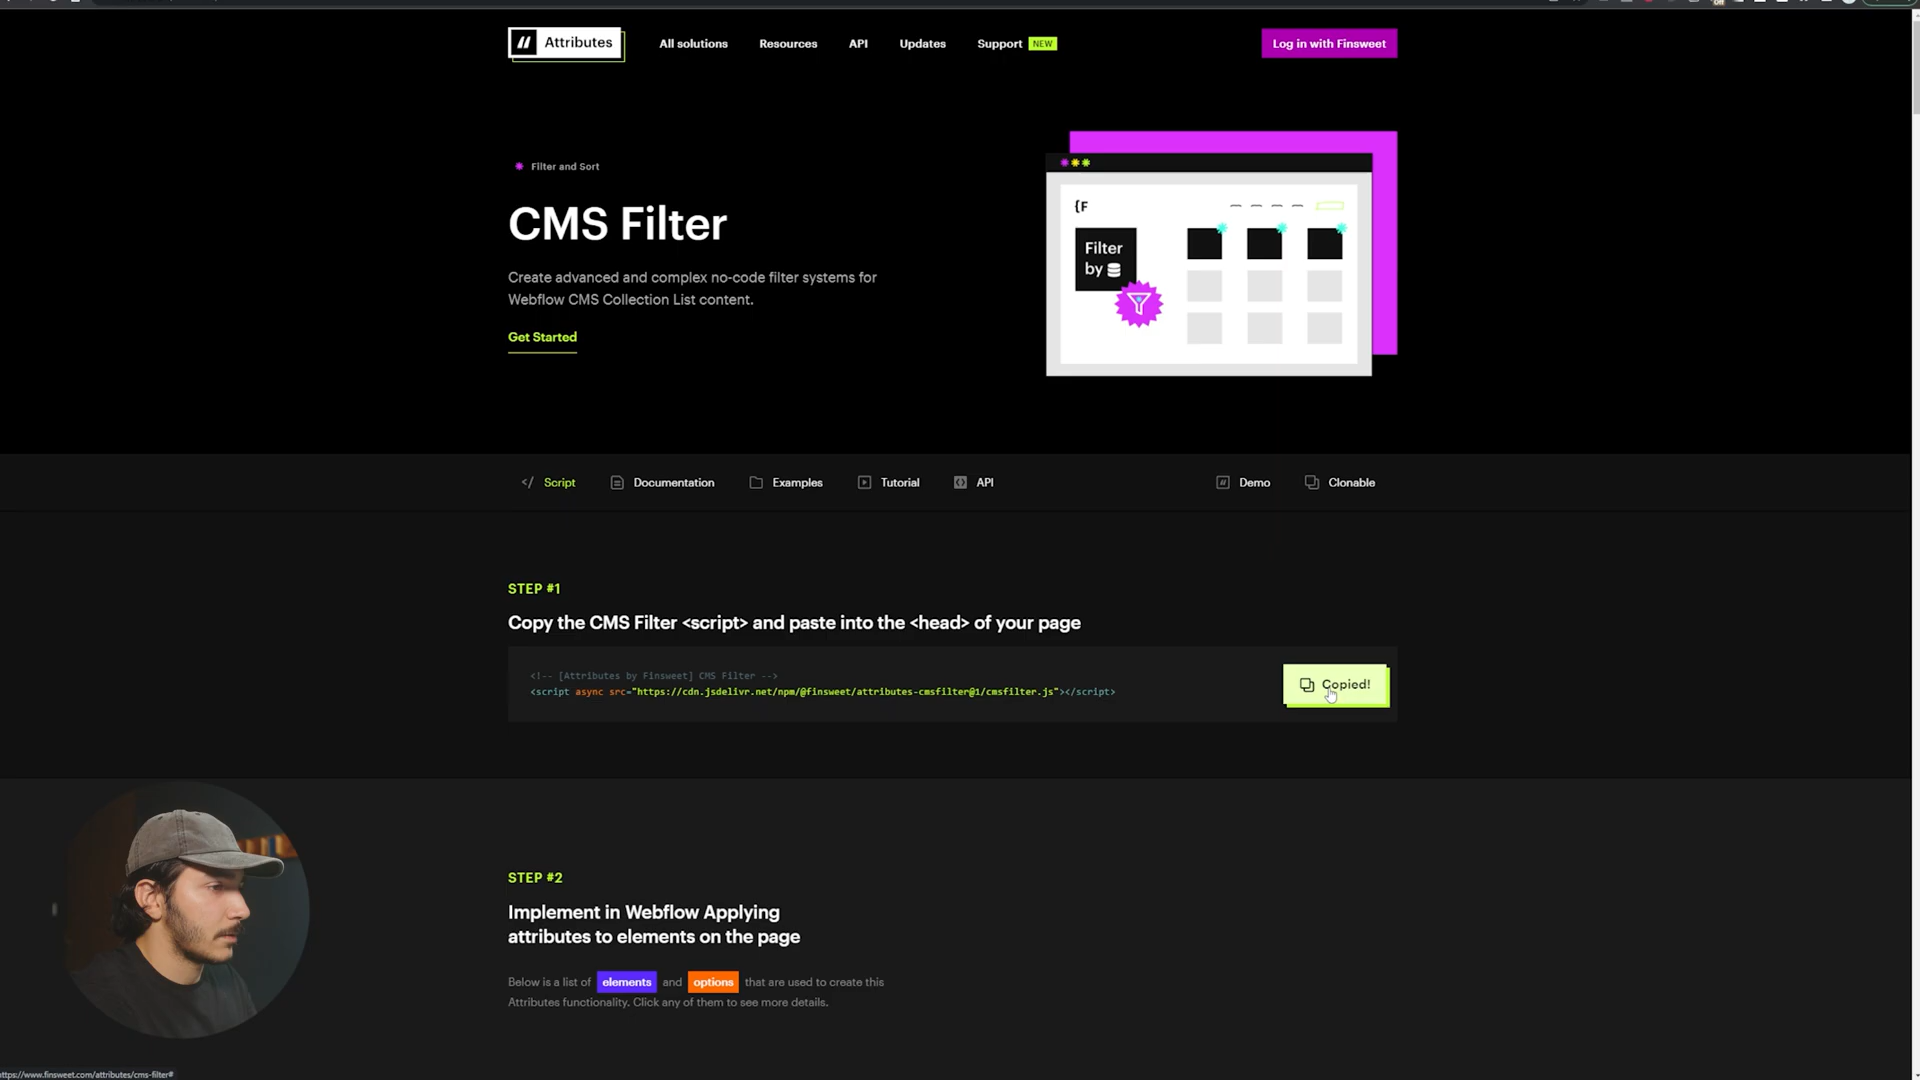 Attributes
All solutions
Resources
API
Updates
Support NEW
Log in with Finsweet
Filter and Sort
CMS Filter
Create advanced and complex no-code filter systems for
Webflow CMS Collection List content.
Get Started
{F
Filter
by
</> Script
Documentation
Examples
Tutorial
API
Demo
Clonable
STEP #1
Copy the CMS Filter <script> and paste into the <head> of your page
<!-- [Attributes by Finsweet] CMS Filter -->
<script async src="https://cdn.jsdelivr.net/npm/@finsweet/attributes-cmsfilter@1/cmsfilter.js"></script>
Copied!
STEP #2
Implement in Webflow Applying
attributes to elements on the page
Below is a list of elements and options that are used to create this
Attributes functionality. Click any of them to see more details.
https://www.finsweet.com/attributes/cms-filter#